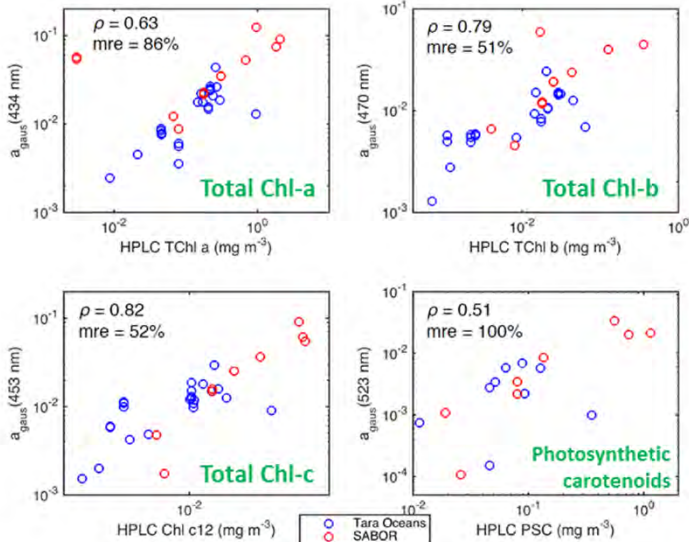 ρ = 0.63
mre = 86%
10⁻¹
10⁻²
10⁻³
a_gaus(434 nm)
Total Chl-a
10⁻² 10⁰
HPLC TChl a (mg m⁻³)
ρ = 0.79
mre = 51%
10⁻¹
10⁻²
10⁻³
a_gaus(470 nm)
Total Chl-b
10⁻² 10⁰
HPLC TChl b (mg m⁻³)
ρ = 0.82
mre = 52%
10⁻¹
10⁻²
10⁻³
a_gaus(453 nm)
Total Chl-c
10⁻²
HPLC Chl c12 (mg m⁻³)
ρ = 0.51
mre = 100%
10⁻¹
10⁻²
10⁻³
10⁻⁴
a_gaus(523 nm)
Photosynthetic
carotenoids
10⁻² 10⁻¹ 10⁰
HPLC PSC (mg m⁻³)
Tara Oceans
SABOR